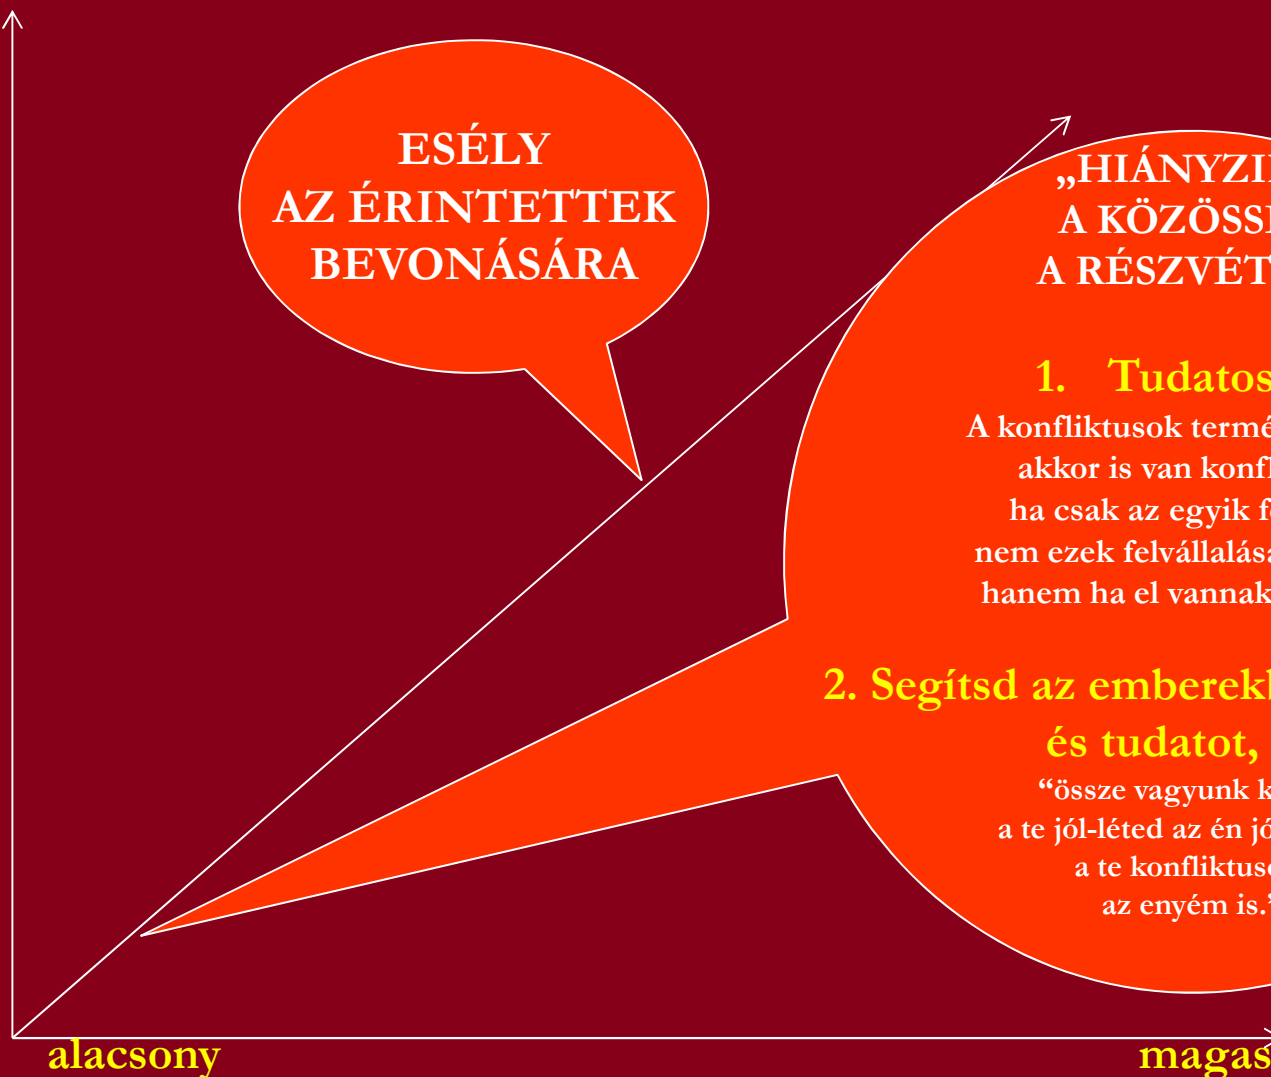 ESÉLY
AZ ÉRINTETTEK
BEVONÁSÁRA
„HIÁNYZI
A KÖZÖSS
A RÉSZVÉT
1. Tudatos
A konfliktusok termé
akkor is van konf
ha csak az egyik f
nem ezek felvállalás
hanem ha el vannak
2. Segítsd az emberek
és tudatot,
“össze vagyunk k
a te jól-léted az én jó
a te konfliktus
az enyém is.
alacsony
magas